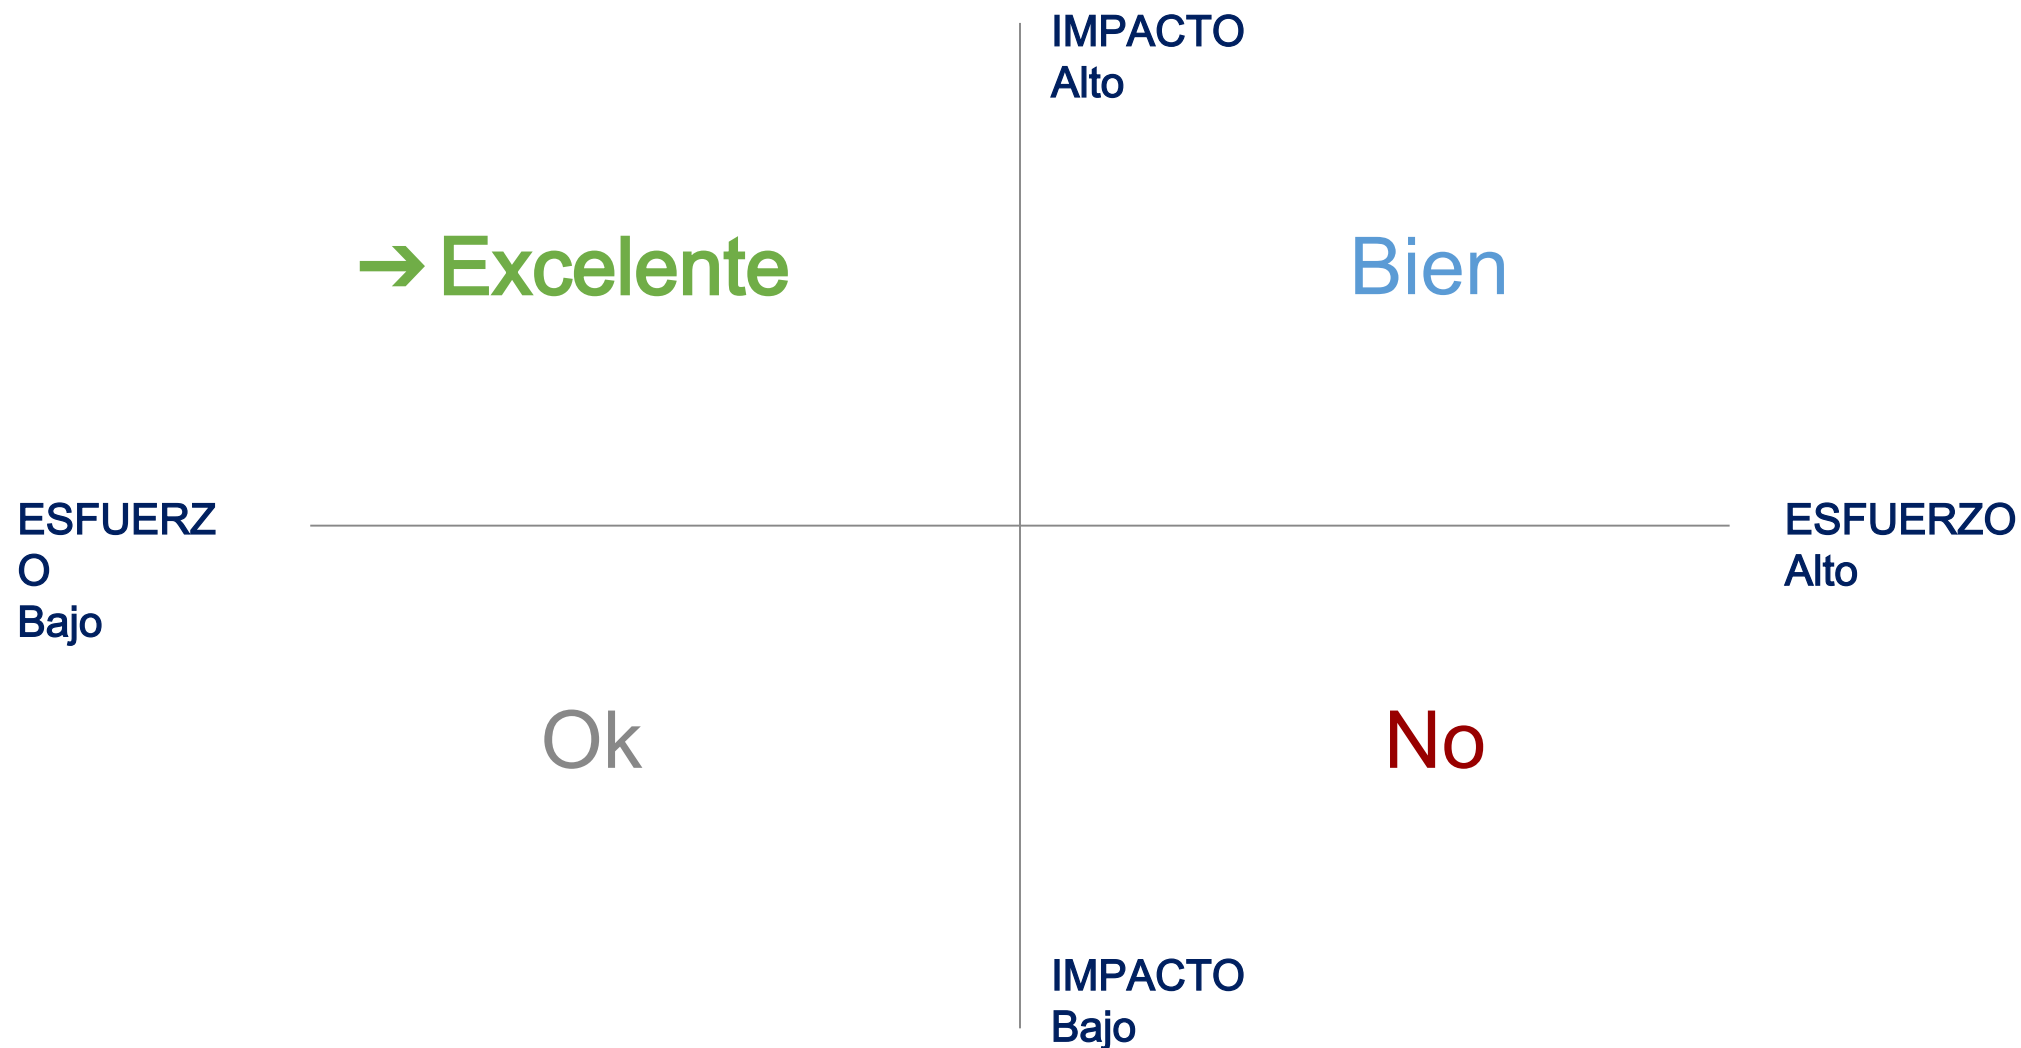 IMPACTO
Alto
➔ Excelente
Bien
ESFUERZ
O
Bajo
ESFUERZO
Alto
Ok
No
IMPACTO
Bajo